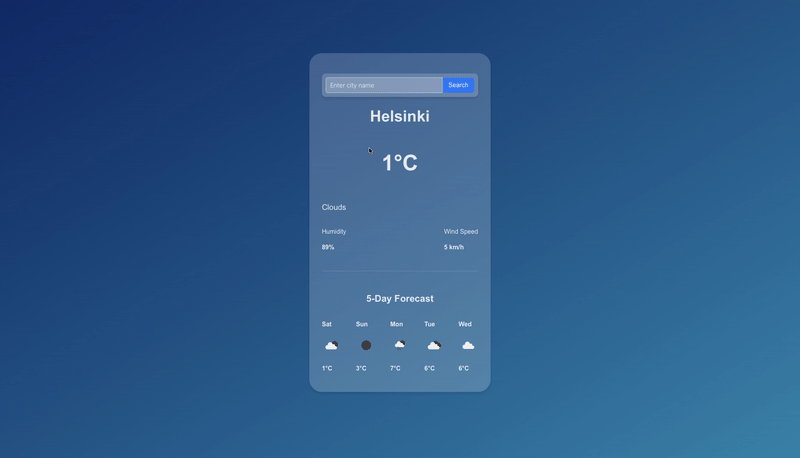 Enter city name Search
Helsinki
1°C
Clouds
Humidity Wind Speed
89% 5 km/h
5-Day Forecast
Sat Sun Mon Tue Wed
1°C 3°C 7°C 6°C 6°C